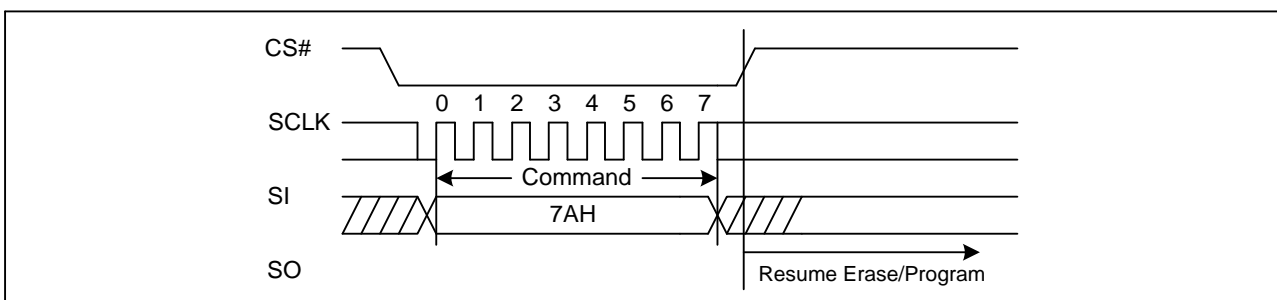 CS#
0 1 2 3 4 5 6 7
SCLK
Command
SI
7AH
SO
Resume Erase/Program